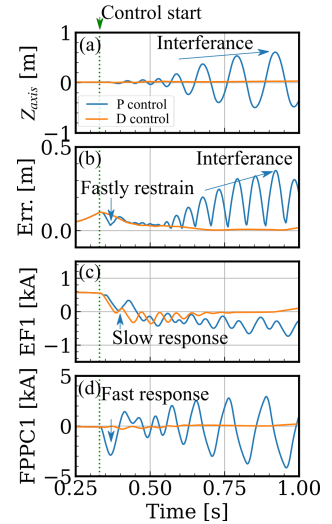 Control start
(a)
Interferance
Z_axis [m]
1
0
−1
P control
D control
(b)
Interferance
Fastly restrain
Err. [m]
0.5
0.0
(c)
Slow response
EF1 [kA]
1
0
−1
(d)
Fast response
FPPC1 [kA]
5
0
−5
0.25
0.50
0.75
1.00
Time [s]